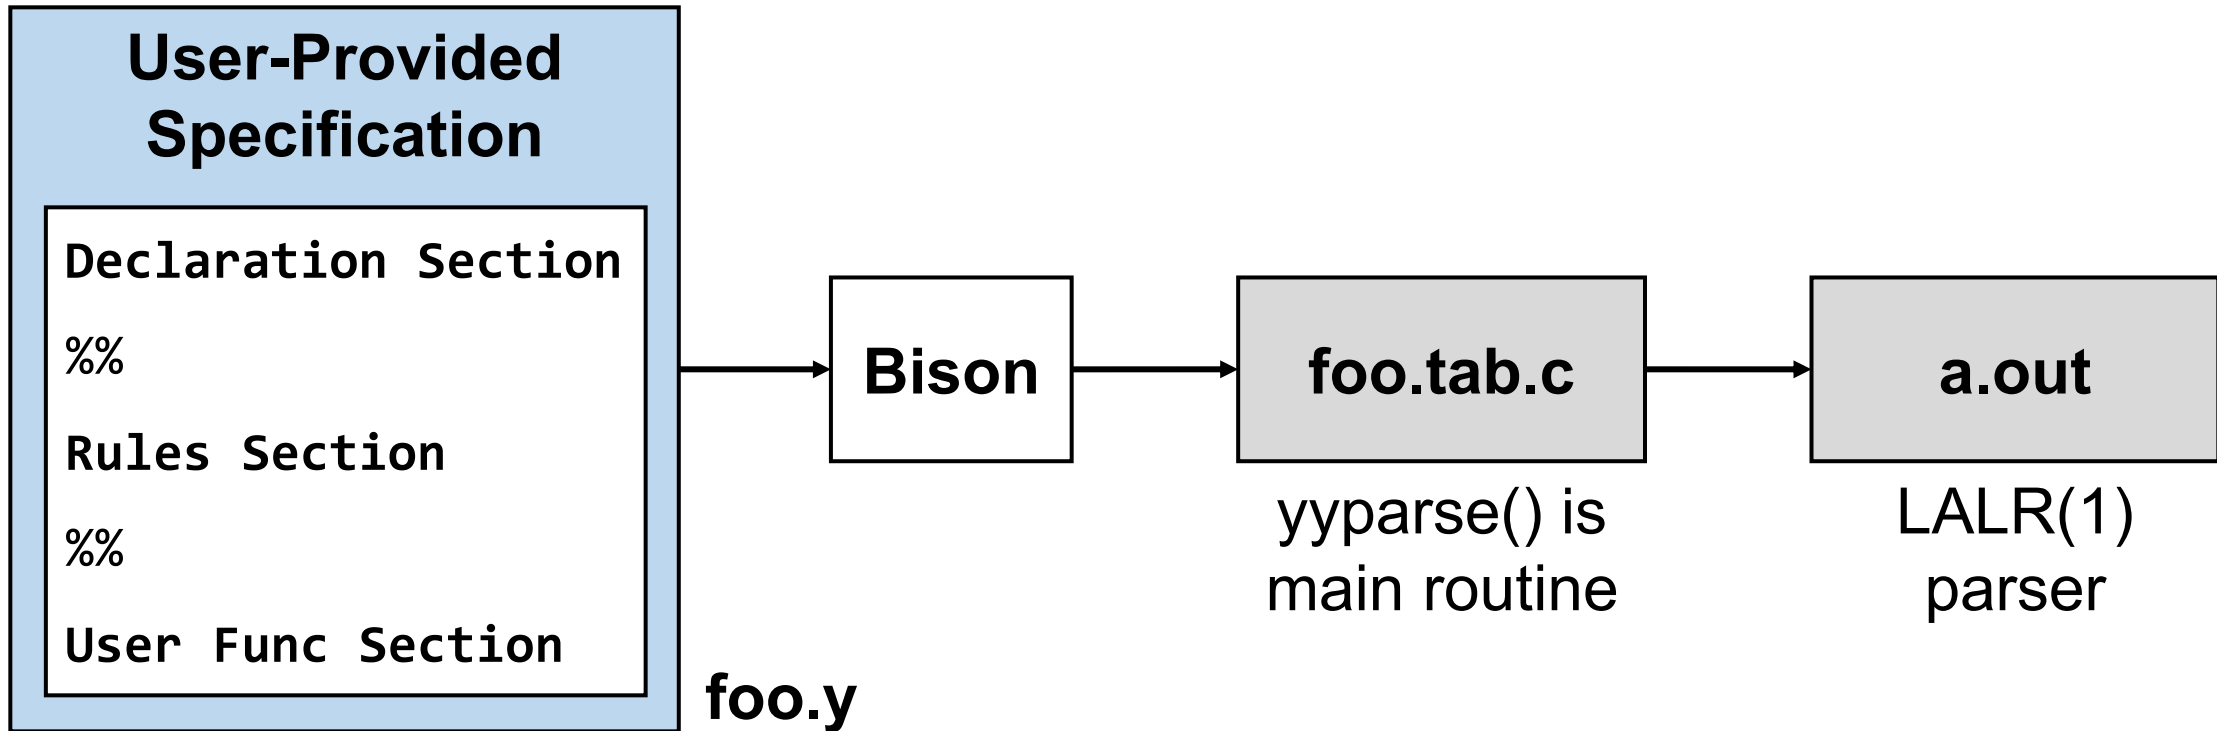 User-Provided
Specification
Declaration Section
%%
Rules Section
%%
User Func Section
foo.y
Bison
foo.tab.c
yyparse() is
main routine
a.out
LALR(1)
parser